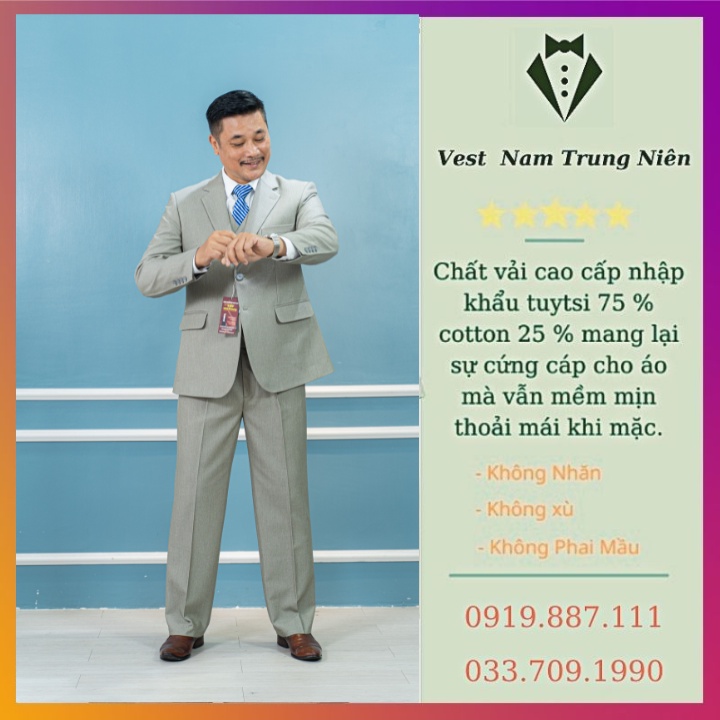 Vest Nam Trung Niên
Chất vải cao cấp nhập
khẩu tuytsi 75 %
cotton 25 % mang lại
sự cứng cáp cho áo
mà vẫn mềm mịn
thoải mái khi mặc.
- Không Nhăn
- Không xù
- Không Phai Mầu
0919.887.111
033.709.1990